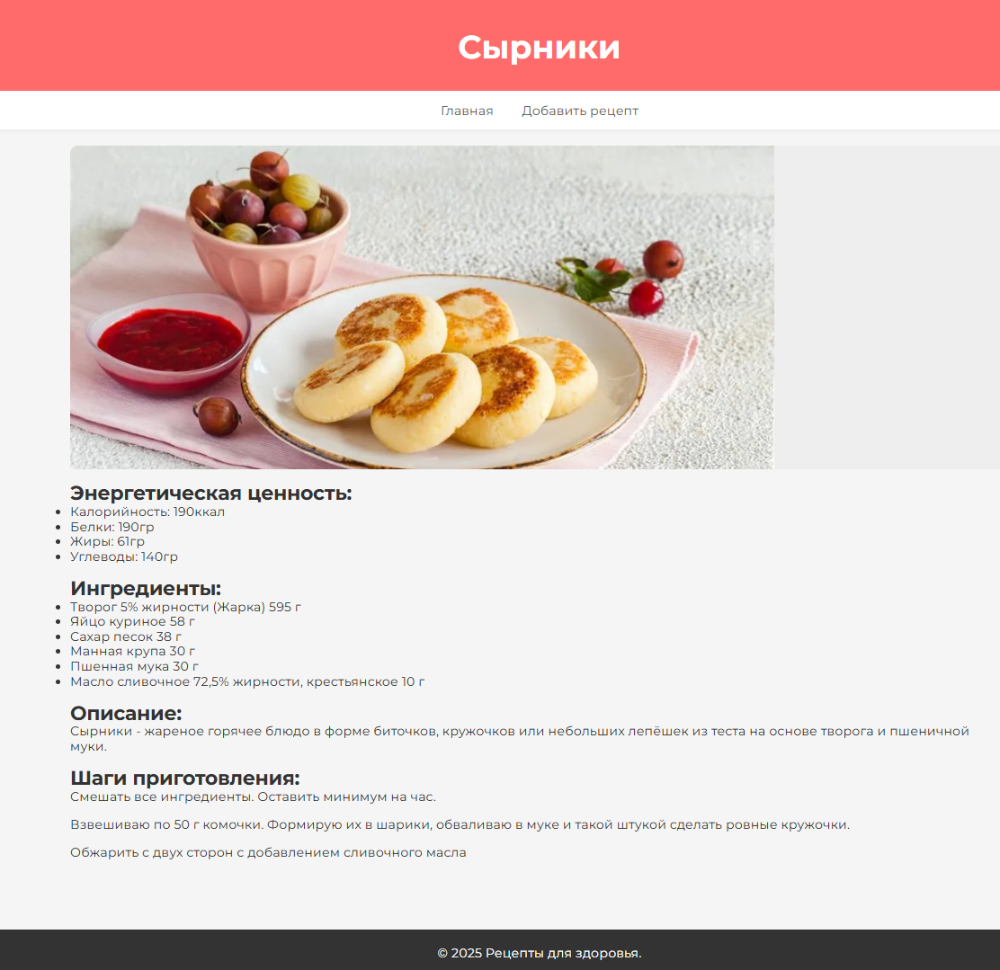 Сырники
Главная Добавить рецепт
Энергетическая ценность:
Калорийность: 190ккал
Белки: 190гр
Жиры: 61гр
Углеводы: 140гр
Ингредиенты:
Творог 5% жирности (Жарка) 595 г
Яйцо куриное 58 г
Сахар песок 38 г
Манная крупа 30 г
Пшенная мука 30 г
Масло сливочное 72,5% жирности, крестьянское 10 г
Описание:
Сырники - жареное горячее блюдо в форме биточков, кружочков или небольших лепёшек из теста на основе творога и пшеничной
муки.
Шаги приготовления:
Смешать все ингредиенты. Оставить минимум на час.
Взвешиваю по 50 г комочки. Формирую их в шарики, обваливаю в муке и такой штукой сделать ровные кружочки.
Обжарить с двух сторон с добавлением сливочного масла
© 2025 Рецепты для здоровья.